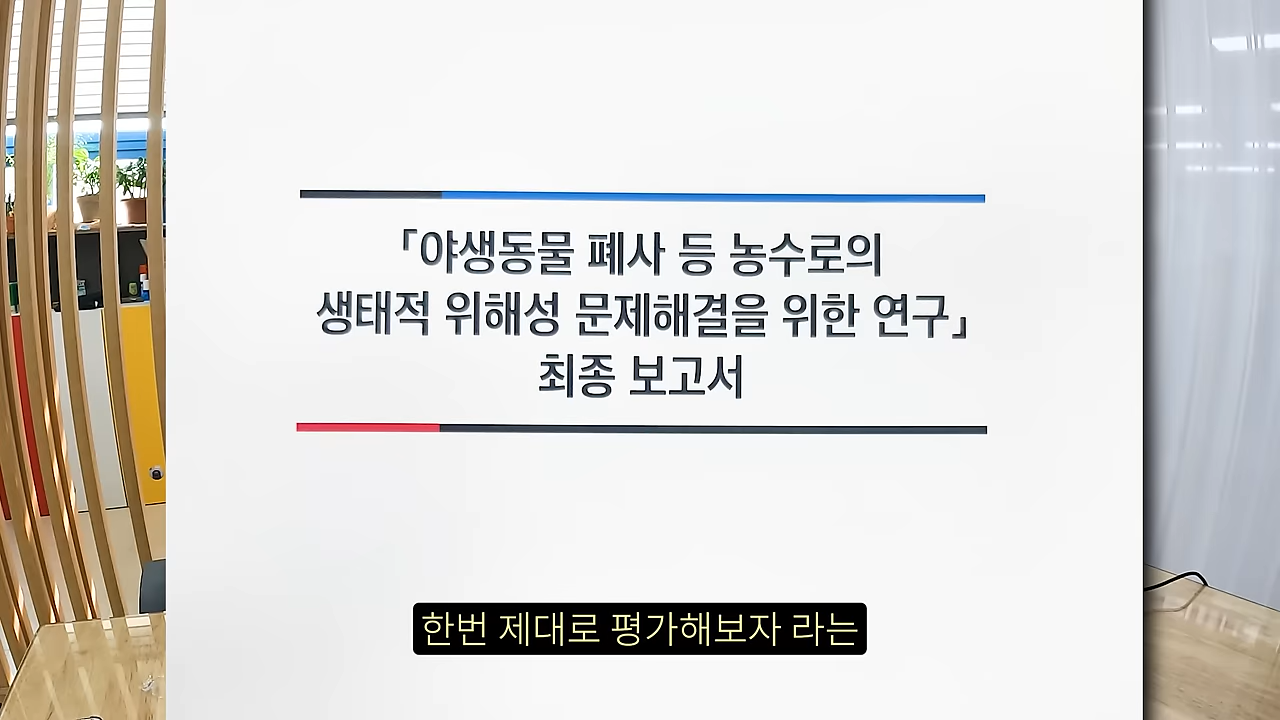 「야생동물 폐사 등 농수로의
생태적 위해성 문제해결을 위한 연구」
최종 보고서
한번 제대로 평가해보자 라는